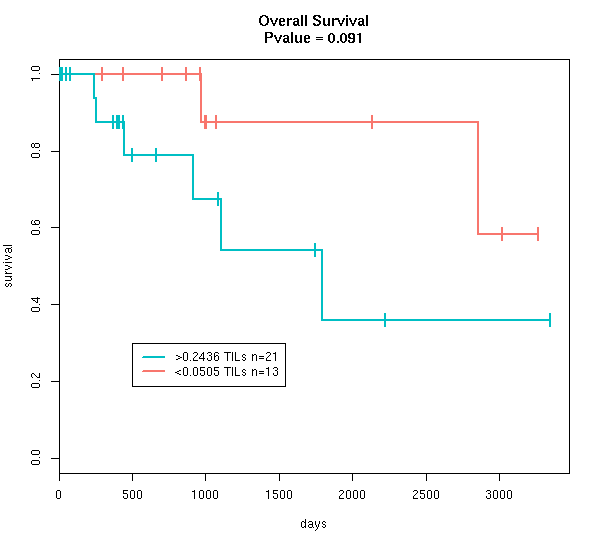 Overall Survival
Pvalue = 0.091
1.0
0.8
0.6
0.4
0.2
0.0
survival
>0.2436 TILs n=21
<0.0505 TILs n=13
0 500 1000 1500 2000 2500 3000
days